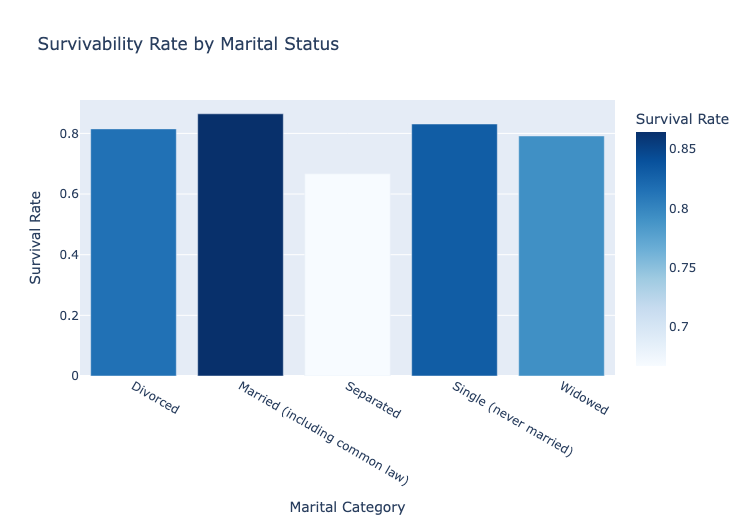 Survivability Rate by Marital Status
Survival Rate
0.85
0.8
0.75
0.7
Survival Rate
0.8
0.6
0.4
0.2
0
Divorced
Married (including common law)
Separated
Single (never married)
Widowed
Marital Category